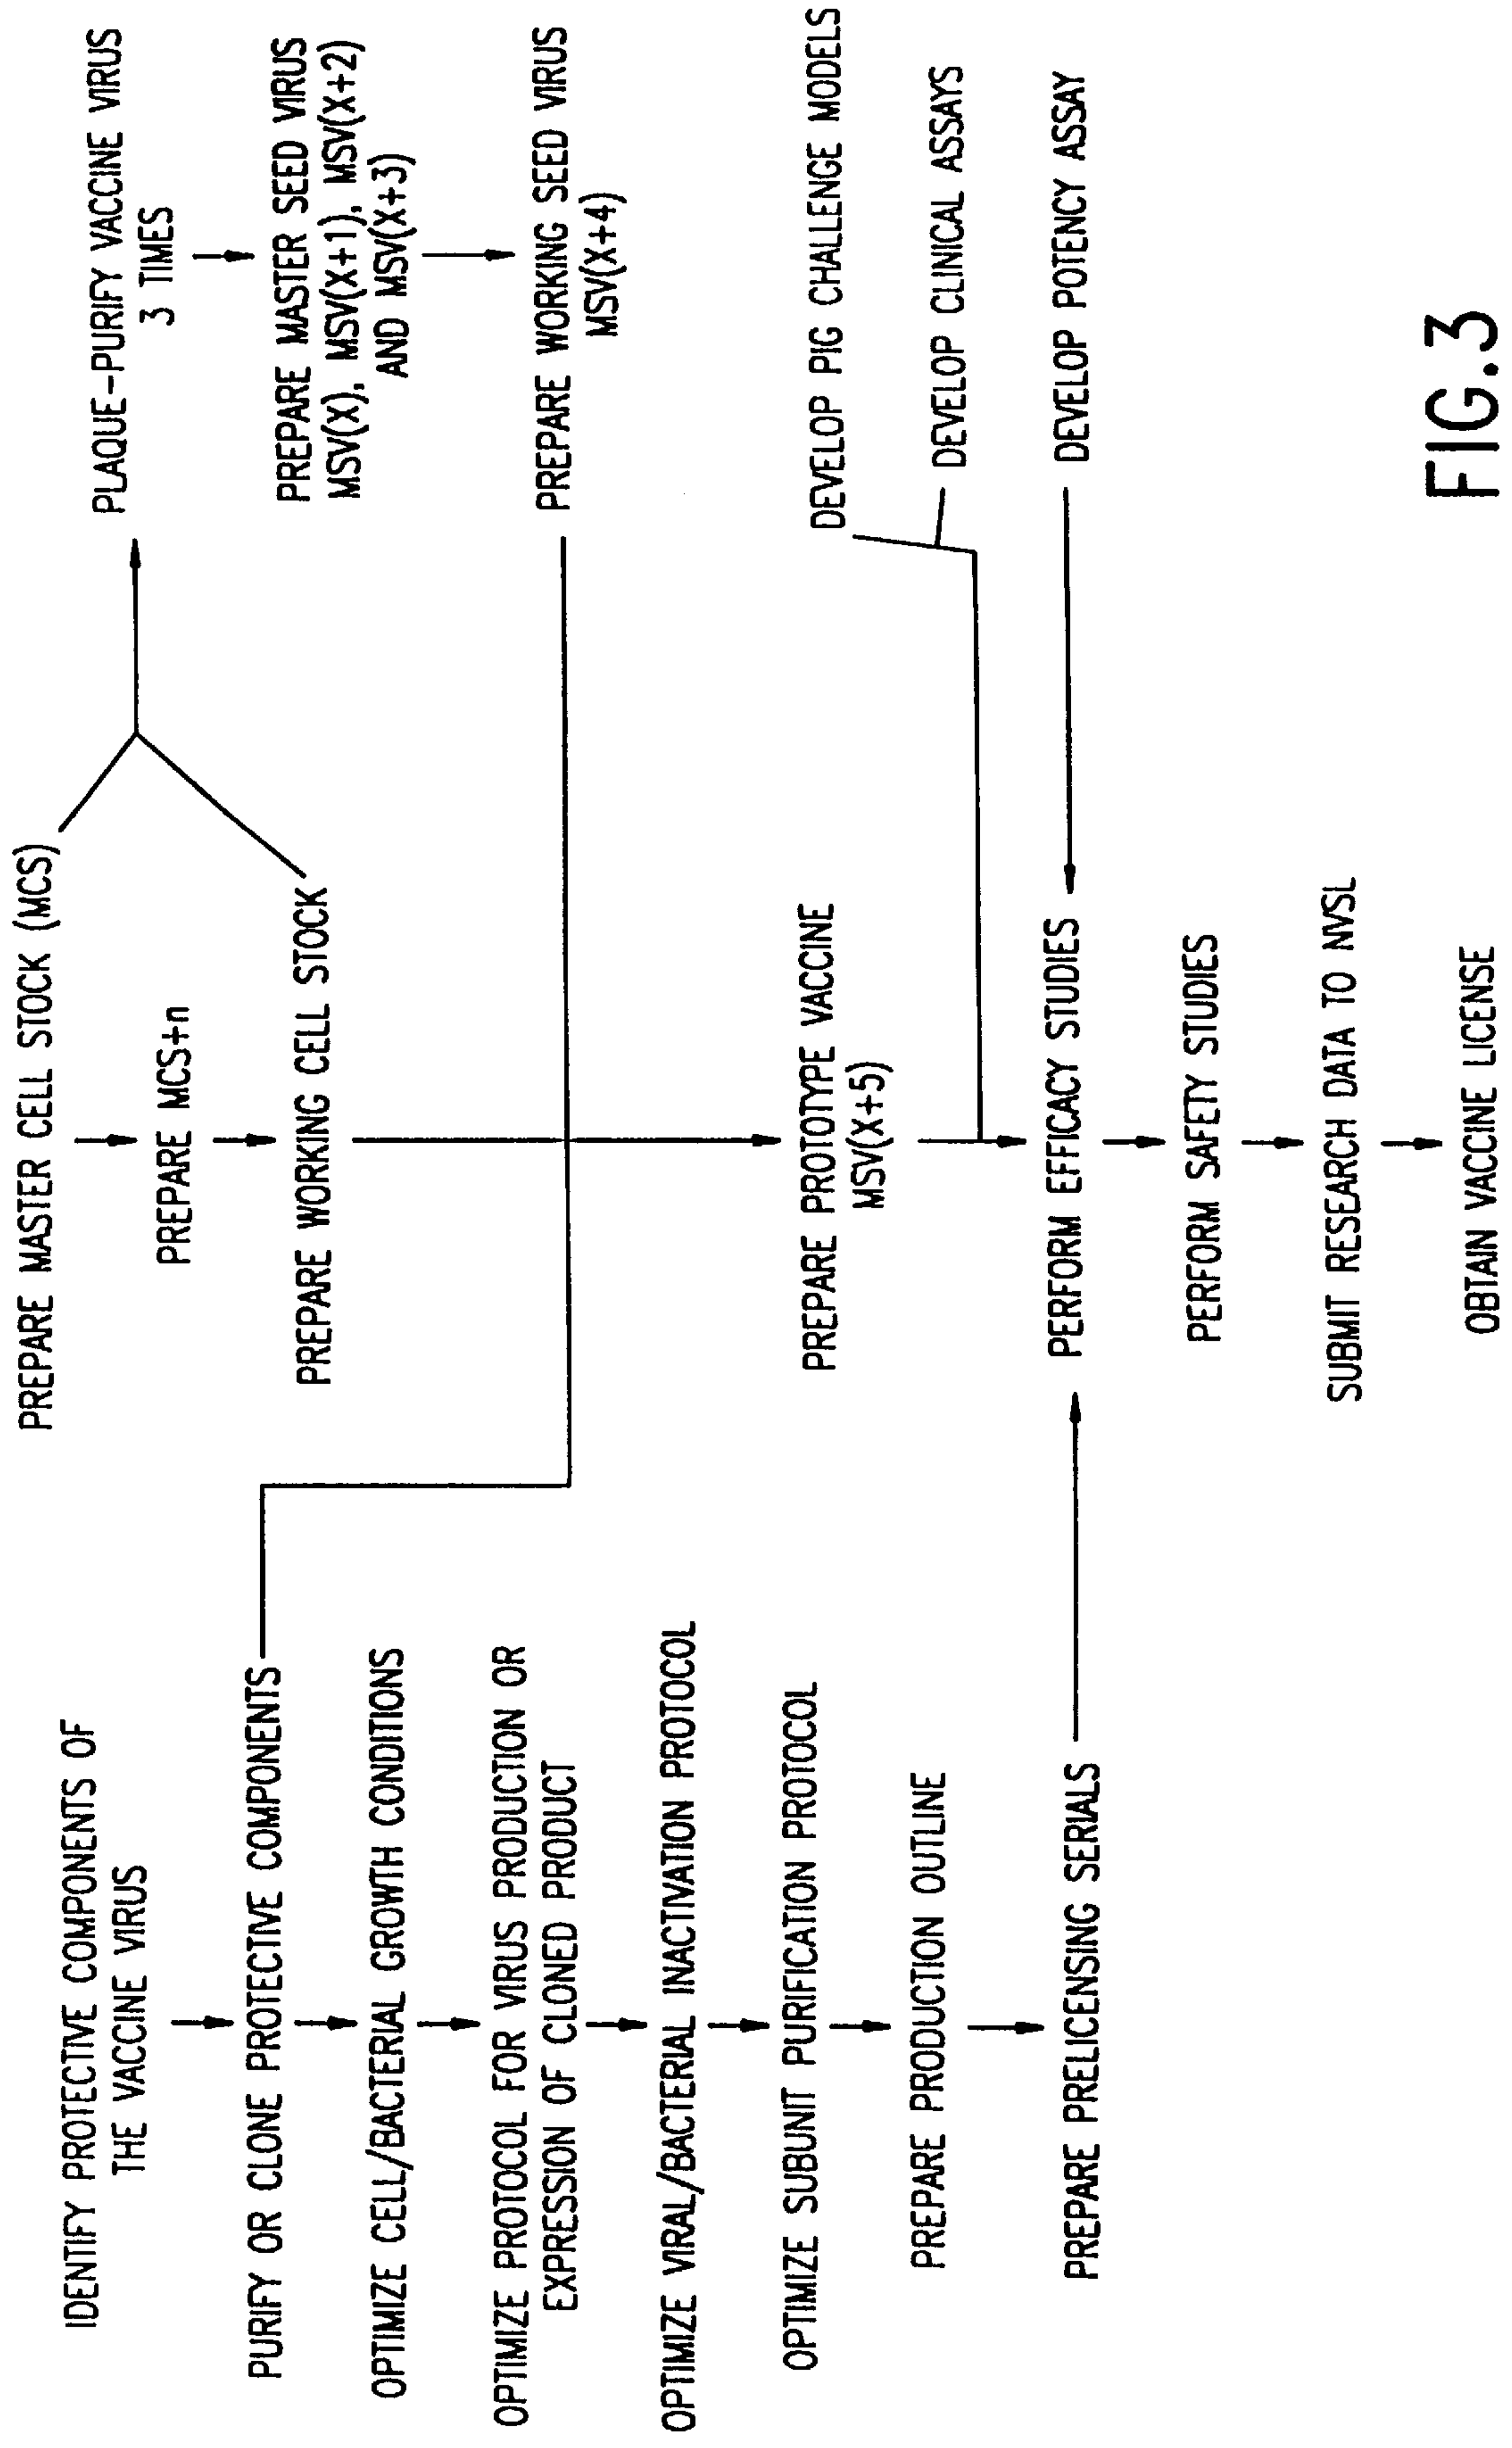 IDENTIFY PROTECTIVE COMPONENTS OF
THE VACCINE VIRUS
PURIFY OR CLONE PROTECTIVE COMPONENTS
OPTIMIZE CELL/BACTERIAL GROWTH CONDITIONS
OPTIMIZE PROTOCOL FOR VIRUS PRODUCTION OR
EXPRESSION OF CLONED PRODUCT
OPTIMIZE VIRAL/BACTERIAL INACTIVATION PROTOCOL
OPTIMIZE SUBUNIT PURIFICATION PROTOCOL
PREPARE PRODUCTION OUTLINE
PREPARE PRELICENSING SERIALS
PREPARE MASTER CELL STOCK (MCS)
PREPARE MCS+n
PREPARE WORKING CELL STOCK
PREPARE PROTOTYPE VACCINE
MSV(X+5)
PERFORM EFFICACY STUDIES
PERFORM SAFETY STUDIES
SUBMIT RESEARCH DATA TO NVSL
OBTAIN VACCINE LICENSE
PLAQUE-PURIFY VACCINE VIRUS
3 TIMES
PREPARE MASTER SEED VIRUS
MSV(X), MSV(X+1), MSV(X+2)
AND MSV(X+3)
PREPARE WORKING SEED VIRUS
MSV(X+4)
DEVELOP PIG CHALLENGE MODELS
DEVELOP CLINICAL ASSAYS
DEVELOP POTENCY ASSAY
FIG.3